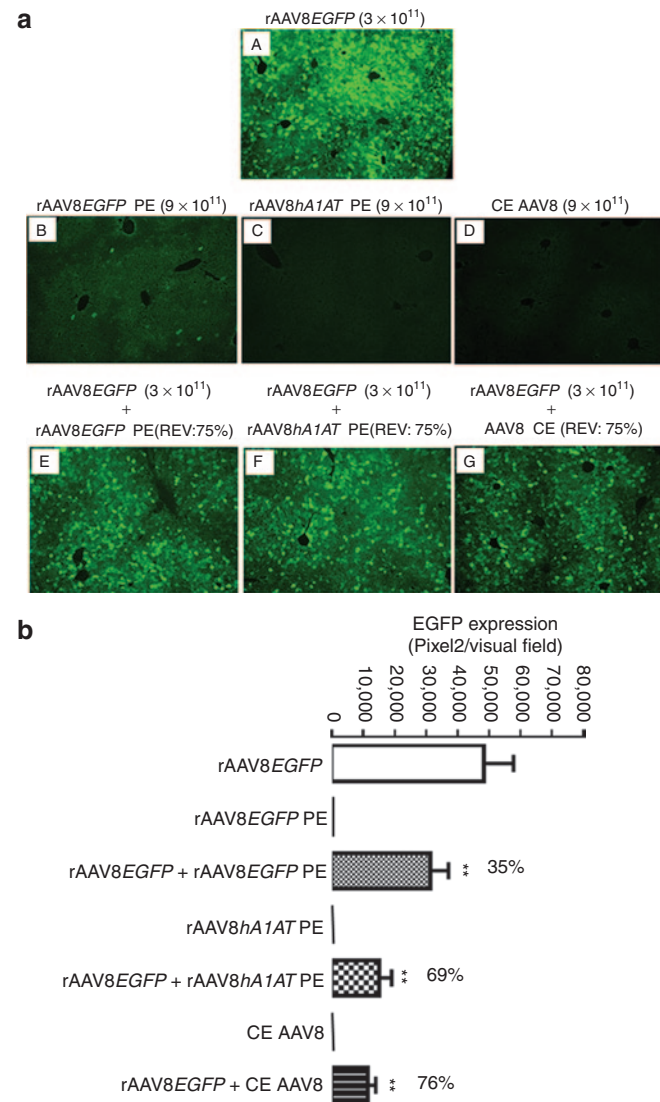 a
rAAV8EGFP (3 × 10¹¹)
A
rAAV8EGFP PE (9 × 10¹¹)
rAAV8hA1AT PE (9 × 10¹¹)
CE AAV8 (9 × 10¹¹)
B
C
D
rAAV8EGFP (3 × 10¹¹)
+
rAAV8EGFP PE(REV:75%)
rAAV8EGFP (3 × 10¹¹)
+
rAAV8hA1AT PE(REV: 75%)
rAAV8EGFP (3 × 10¹¹)
+
AAV8 CE (REV: 75%)
E
F
G
b
EGFP expression
(Pixel2/visual field)
0
10,000
20,000
30,000
40,000
50,000
60,000
70,000
80,000
rAAV8EGFP
rAAV8EGFP PE
rAAV8EGFP + rAAV8EGFP PE
** 35%
rAAV8hA1AT PE
rAAV8EGFP + rAAV8hA1AT PE
** 69%
CE AAV8
rAAV8EGFP + CE AAV8
** 76%